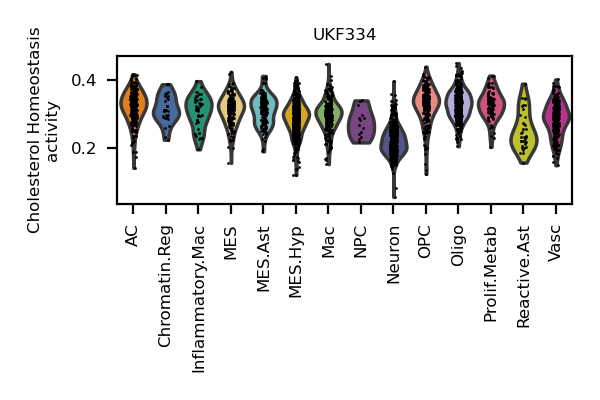 UKF334
Cholesterol Homeostasis
activity
0.4
0.2
AC
Chromatin.Reg
Inflammatory.Mac
MES
MES.Ast
MES.Hyp
Mac
NPC
Neuron
OPC
Oligo
Prolif.Metab
Reactive.Ast
Vasc